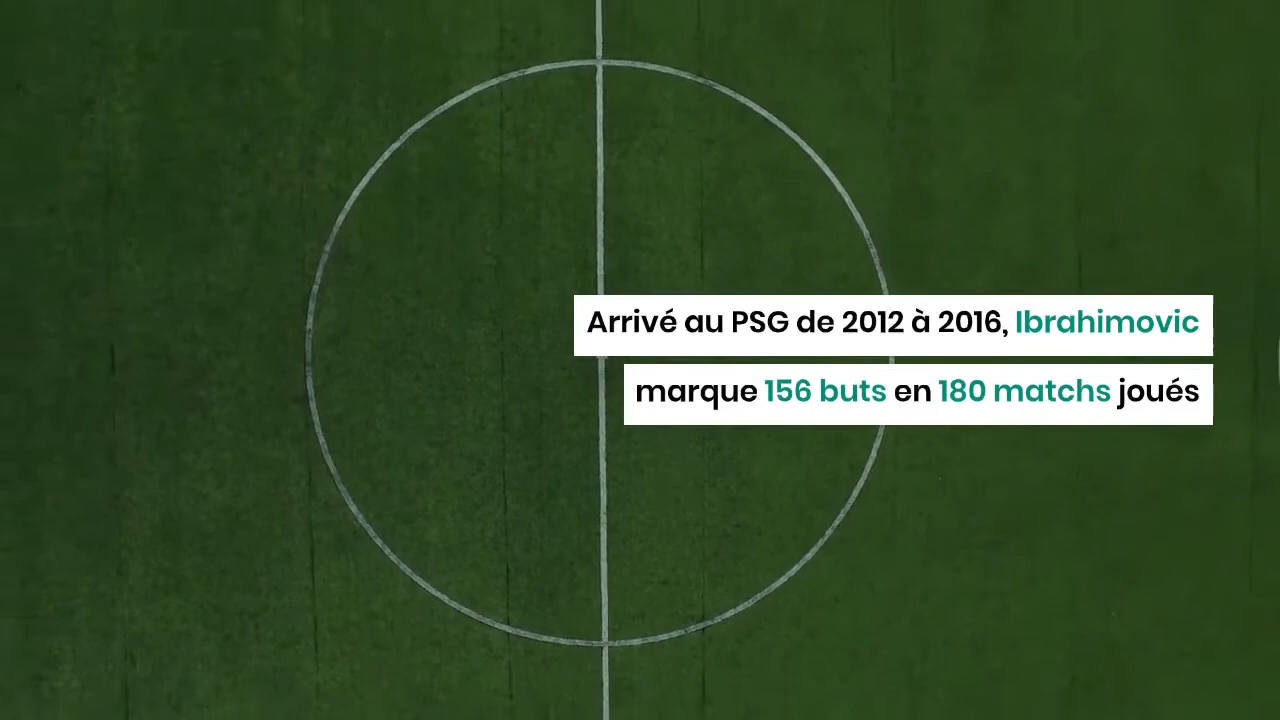 Arrivé au PSG de 2012 à 2016, Ibrahimovic
marque 156 buts en 180 matchs joués